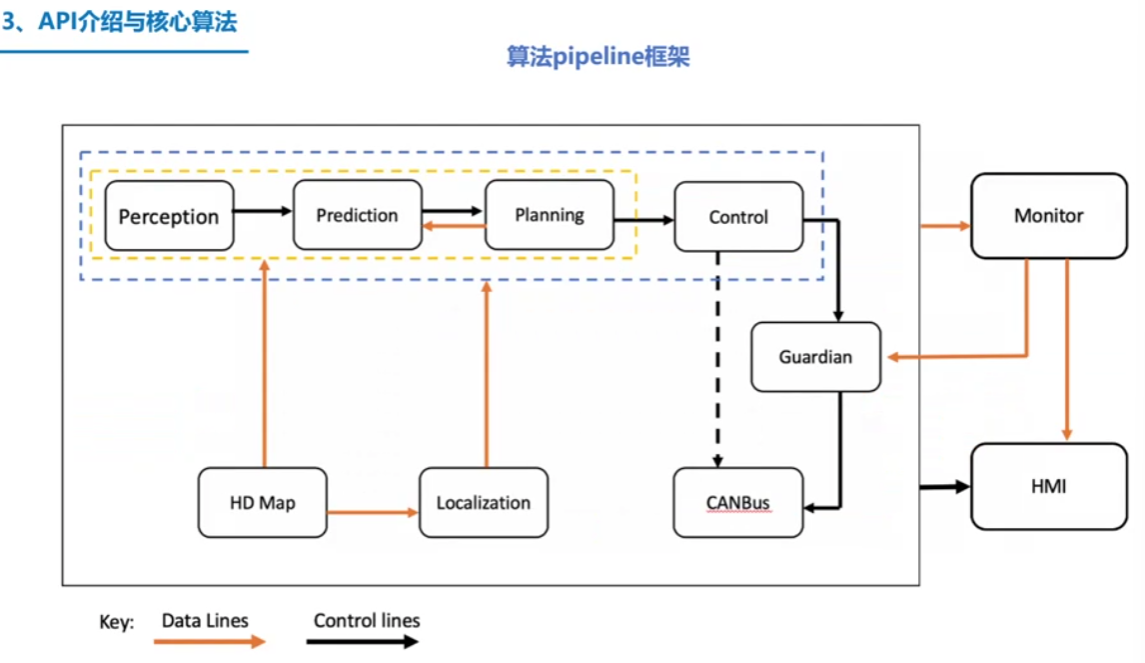 3、API介绍与核心算法
算法pipeline框架
Perception
Prediction
Planning
Control
Monitor
Guardian
HD Map
Localization
CANBus
HMI
Key:
Data Lines
Control lines